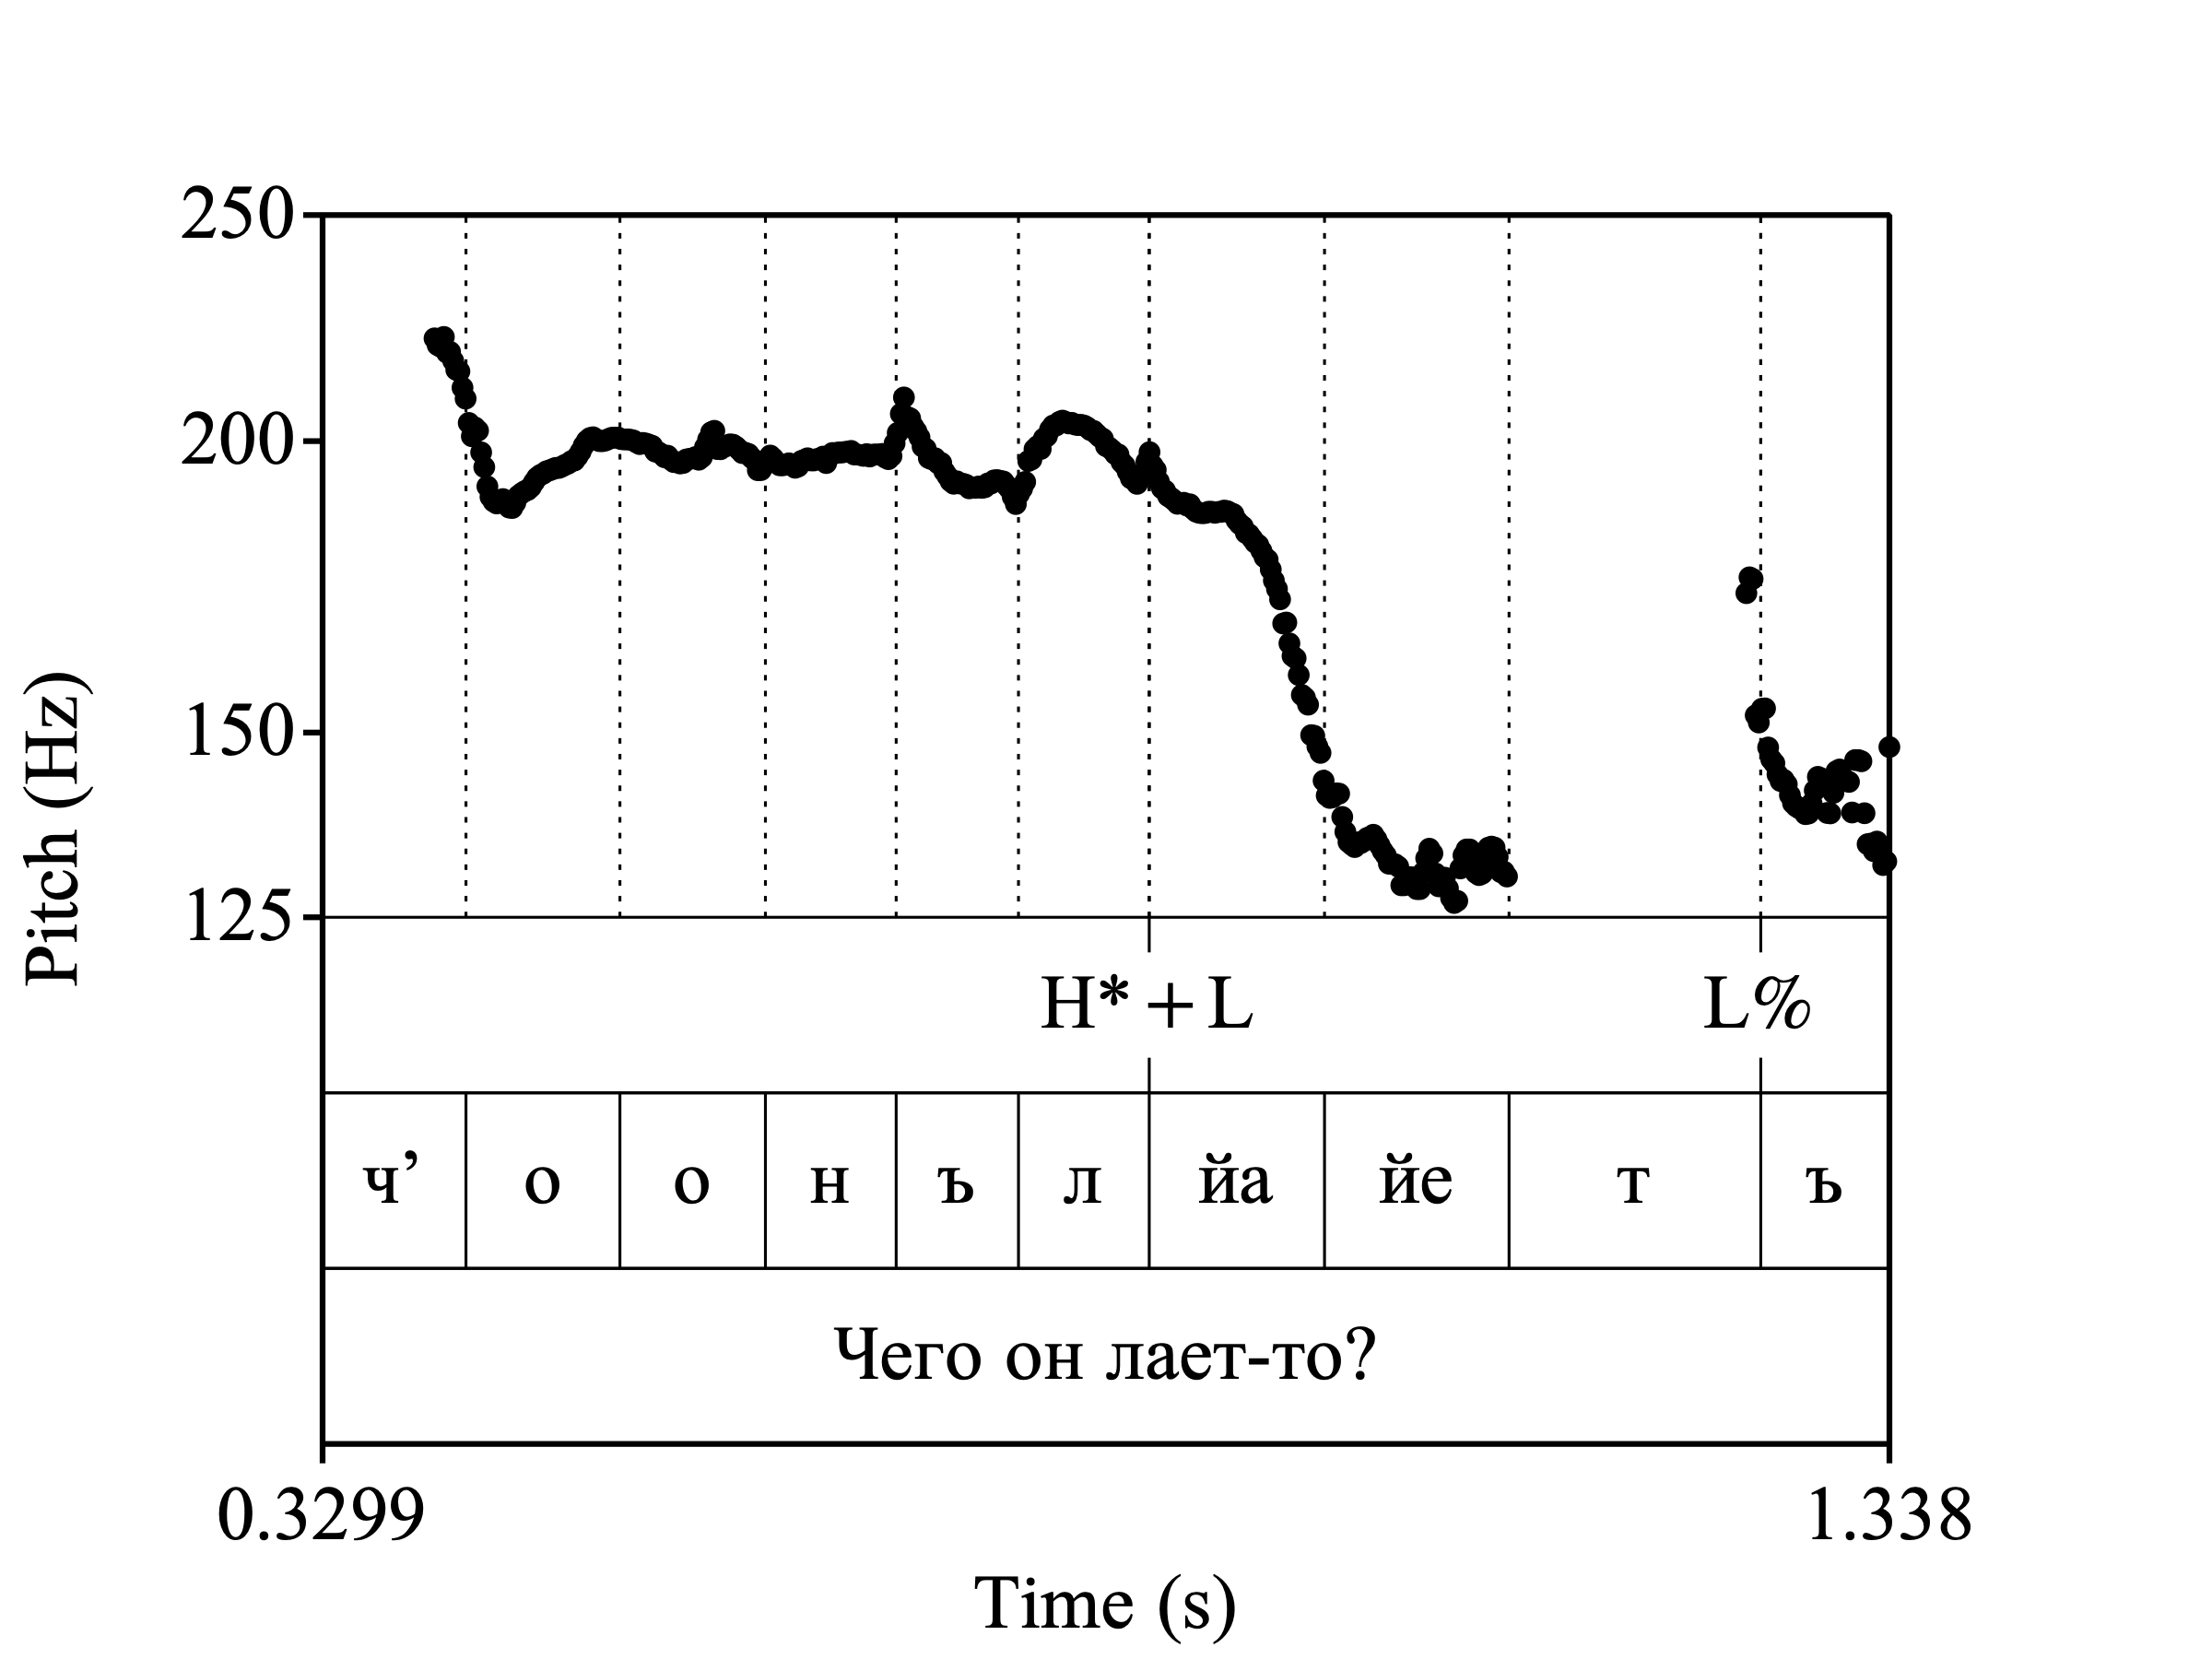 250
200
150
125
Pitch (Hz)
H*+L L%
ч’ о о н ъ л йа йе т ъ
Чего он лает-то?
0.3299 1.338
Time (s)